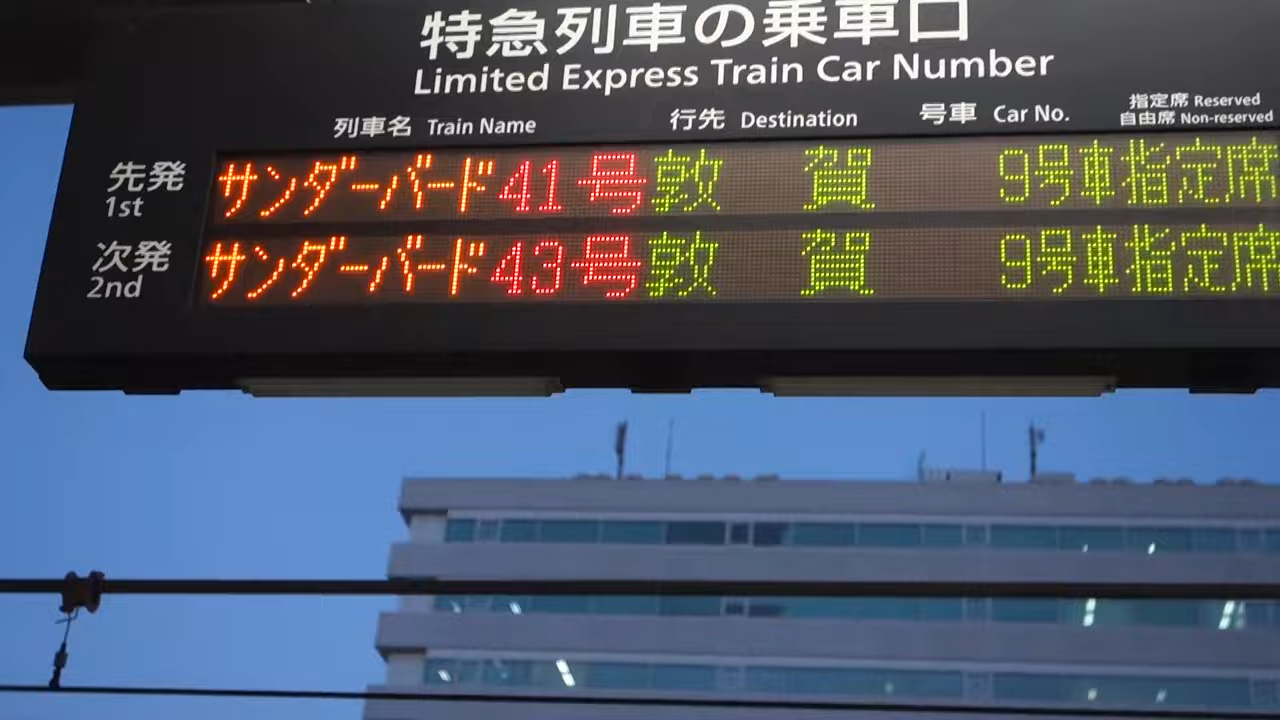 特急列車の乗車口
Limited Express Train Car Number
列車名 Train Name 行先 Destination 号車 Car No. 指定席 Reserved
自由席 Non-reserved
先発 サンダーバード 41号 敦賀 9号車指定席
1st
次発 サンダーバード 43号 敦賀 9号車指定席
2nd